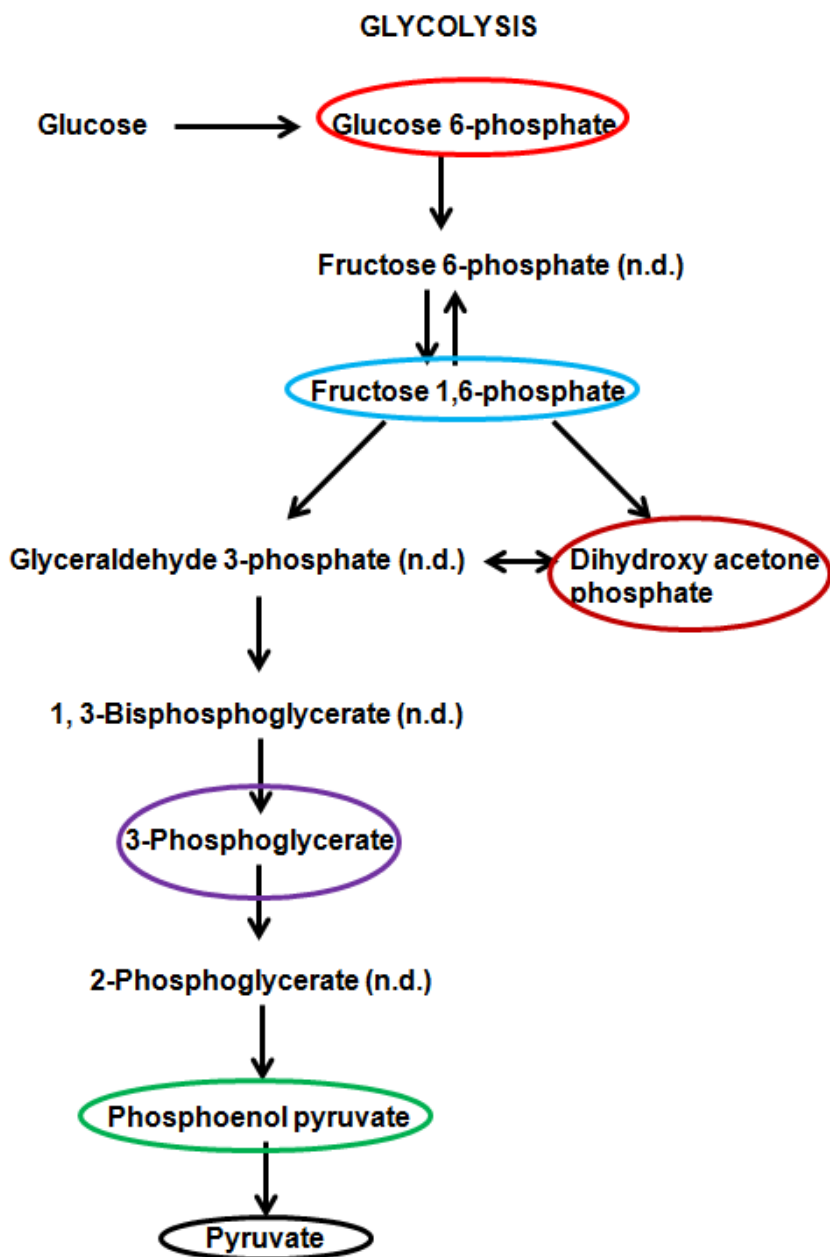 GLYCOLYSIS
Glucose
Glucose 6-phosphate
Fructose 6-phosphate (n.d.)
Fructose 1,6-phosphate
Glyceraldehyde 3-phosphate (n.d.)
Dihydroxy acetone
phosphate
1, 3-Bisphosphoglycerate (n.d.)
3-Phosphoglycerate
2-Phosphoglycerate (n.d.)
Phosphoenol pyruvate
Pyruvate